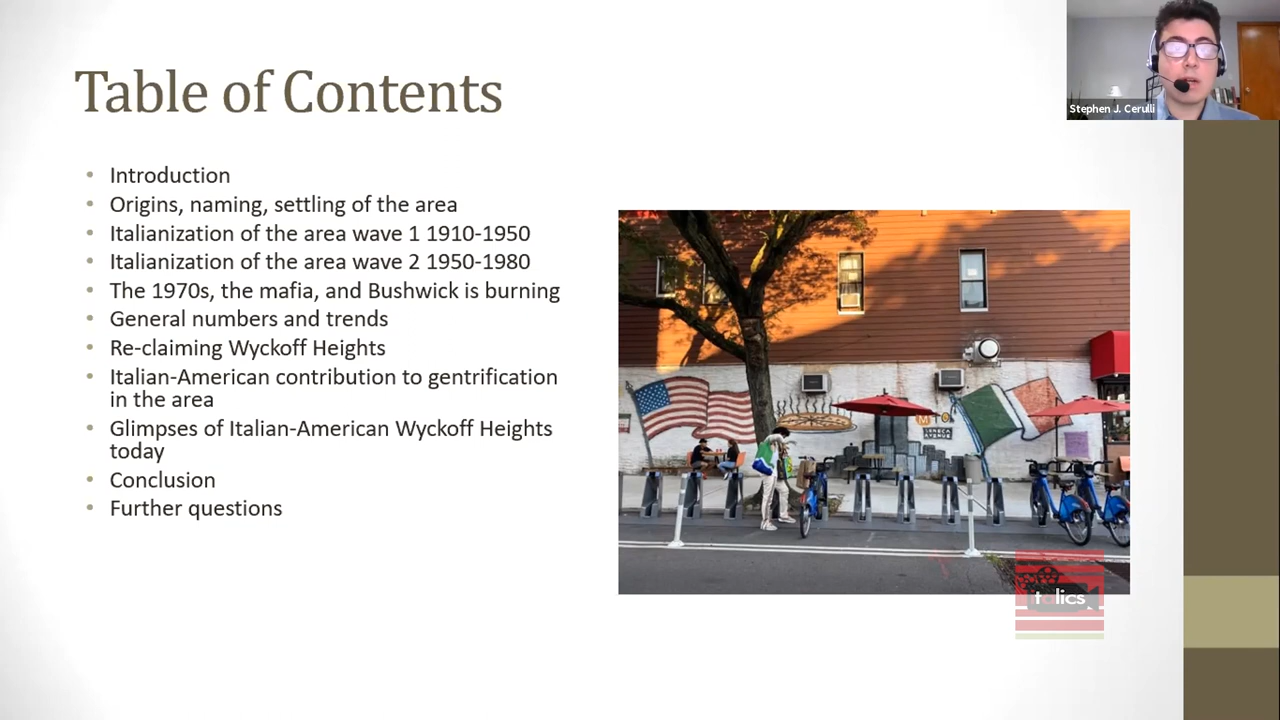 Table of Contents
Stephen J. Cerulli
• Introduction
• Origins, naming, settling of the area
• Italianization of the area wave 1 1910-1950
• Italianization of the area wave 2 1950-1980
• The 1970s, the mafia, and Bushwick is burning
• General numbers and trends
• Re-claiming Wyckoff Heights
• Italian-American contribution to gentrification
in the area
• Glimpses of Italian-American Wyckoff Heights
today
• Conclusion
• Further questions
SENECA
AVENUE
italics